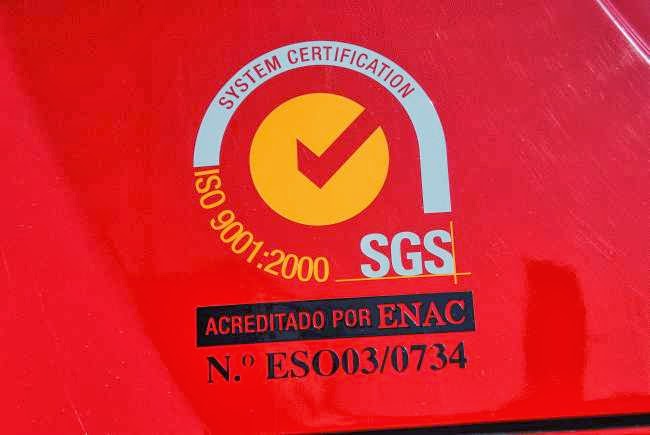 SYSTEM CERTIFICATION
ISO 9001:2000
SGS
ACREDITADO POR ENAC
N.º ESO03/0734